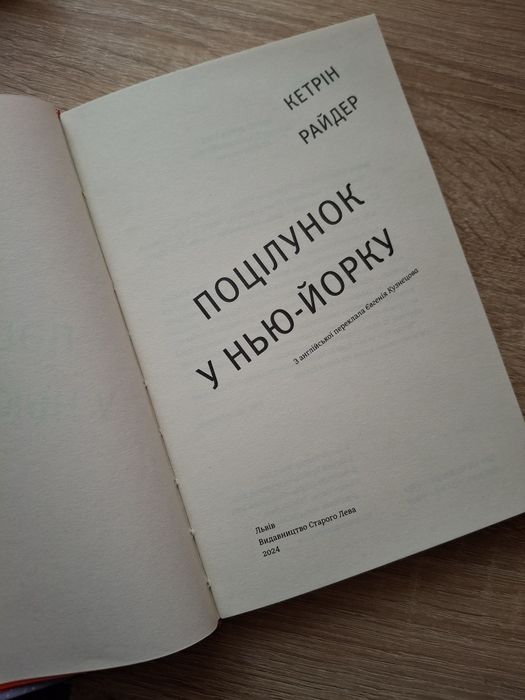 КЕТРІН
РАЙДЕР
ПОЦІЛУНОК
У НЬЮ-ЙОРКУ
З англійської переклала Євгенія Кузнєцова
Львів
Видавництво Старого Лева
2024